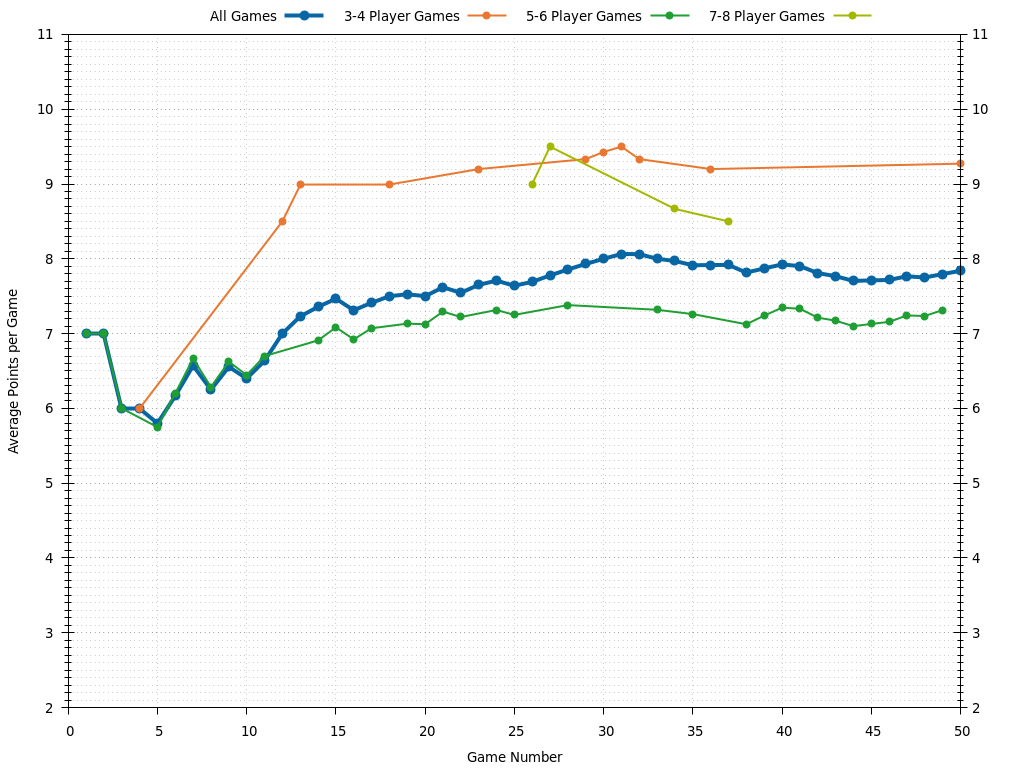 All Games 3-4 Player Games 5-6 Player Games 7-8 Player Games
11 11
10 10
9 9
8 8
7 7
6 6
5 5
4 4
3 3
2 2
Average Points per Game
0 5 10 15 20 25 30 35 40 45 50
Game Number